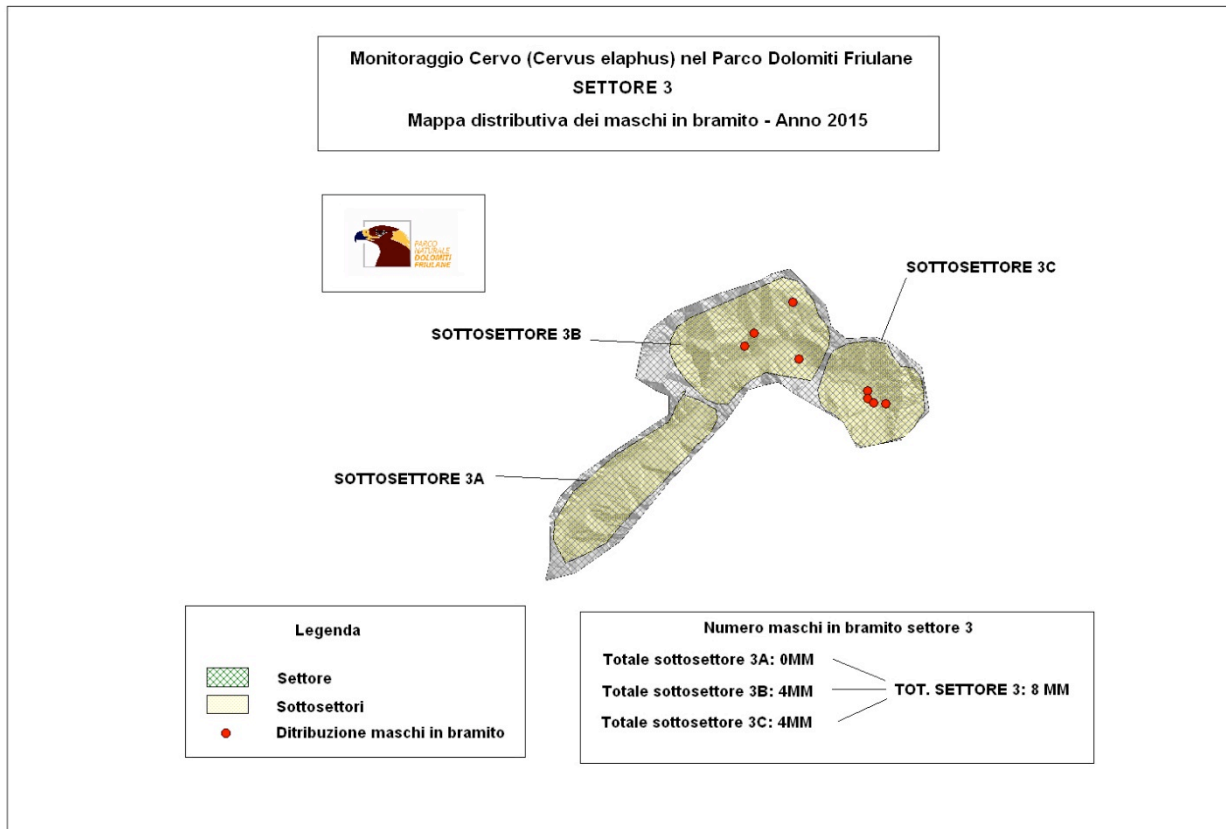 Monitoraggio Cervo (Cervus elaphus) nel Parco Dolomiti Friulane
SETTORE 3
Mappa distributiva dei maschi in bramito - Anno 2015
PARCO
NATURALE
DOLOMITI
FRIULANE
SOTTOSETTORE 3C
SOTTOSETTORE 3B
SOTTOSETTORE 3A
Legenda
Settore
Sottosettori
Ditribuzione maschi in bramito
Numero maschi in bramito settore 3
Totale sottosettore 3A: 0MM
Totale sottosettore 3B: 4MM
TOT. SETTORE 3: 8 MM
Totale sottosettore 3C: 4MM